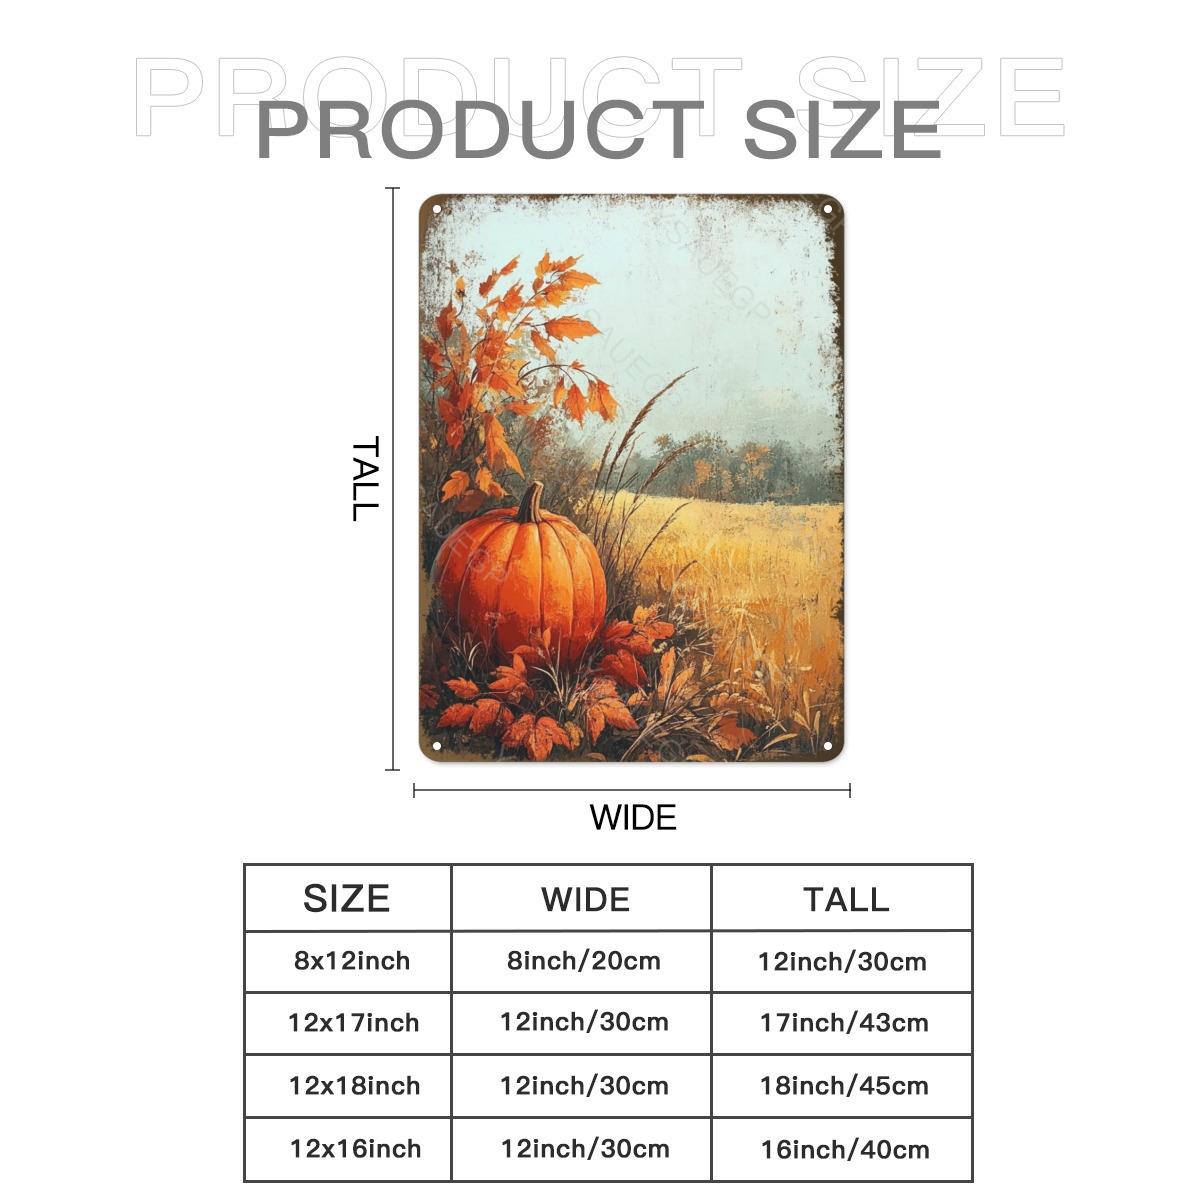 PRODUCT SIZE
PRODUCT SIZE
TALL
WIDE
SIZE WIDE TALL
8x12inch 8inch/20cm 12inch/30cm
12x17inch 12inch/30cm 17inch/43cm
12x18inch 12inch/30cm 18inch/45cm
12x16inch 12inch/30cm 16inch/40cm